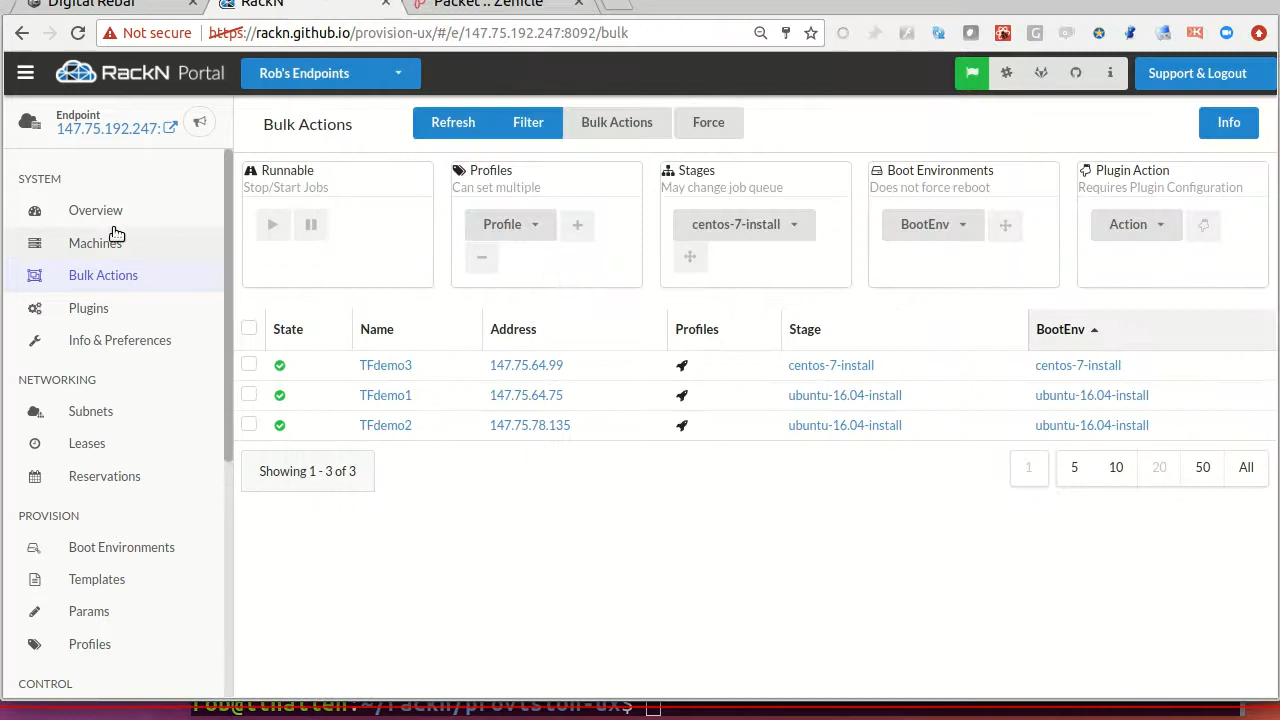 Digital Rebar
RackN
Packet .. Zenicle
Not secure
https://rackn.github.io/provision-ux/#/e/147.75.192.247:8092/bulk
RackN Portal
Rob's Endpoints
Support & Logout
Endpoint
147.75.192.247:
Bulk Actions
Refresh
Filter
Bulk Actions
Force
Info
SYSTEM
Overview
Machines
Bulk Actions
Plugins
Info & Preferences
NETWORKING
Subnets
Leases
Reservations
PROVISION
Boot Environments
Templates
Params
Profiles
CONTROL
Runnable
Stop/Start Jobs
Profiles
Can set multiple
Profile
Stages
May change job queue
centos-7-install
Boot Environments
Does not force reboot
BootEnv
Plugin Action
Requires Plugin Configuration
Action
State Name Address Profiles Stage BootEnv
TFdemo3 147.75.64.99 centos-7-install centos-7-install
TFdemo1 147.75.64.75 ubuntu-16.04-install ubuntu-16.04-install
TFdemo2 147.75.78.135 ubuntu-16.04-install ubuntu-16.04-install
Showing 1 - 3 of 3
1 5 10 20 50 All